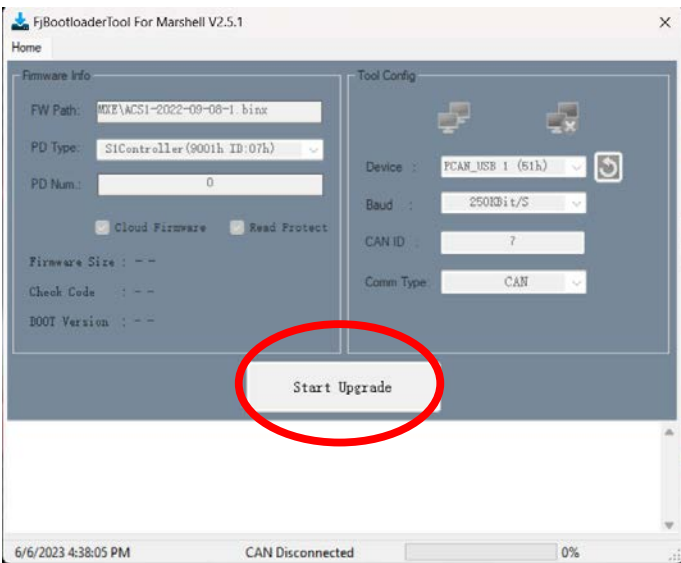 FjBootloaderTool For Marshell V2.5.1
Home
Firmware Info
FW Path: MXE\ACS1-2022-09-08-1.binx
PD Type: S1Controller(9001h ID:07h)
PD Num.: 0
Cloud Firmware Read Protect
Firmware Size : --
Check Code : --
BOOT Version : --
Tool Config
Device : PCAN_USB 1 (51h)
Baud : 250KBit/S
CAN ID : 7
Comm Type: CAN
Start Upgrade
6/6/2023 4:38:05 PM CAN Disconnected 0%